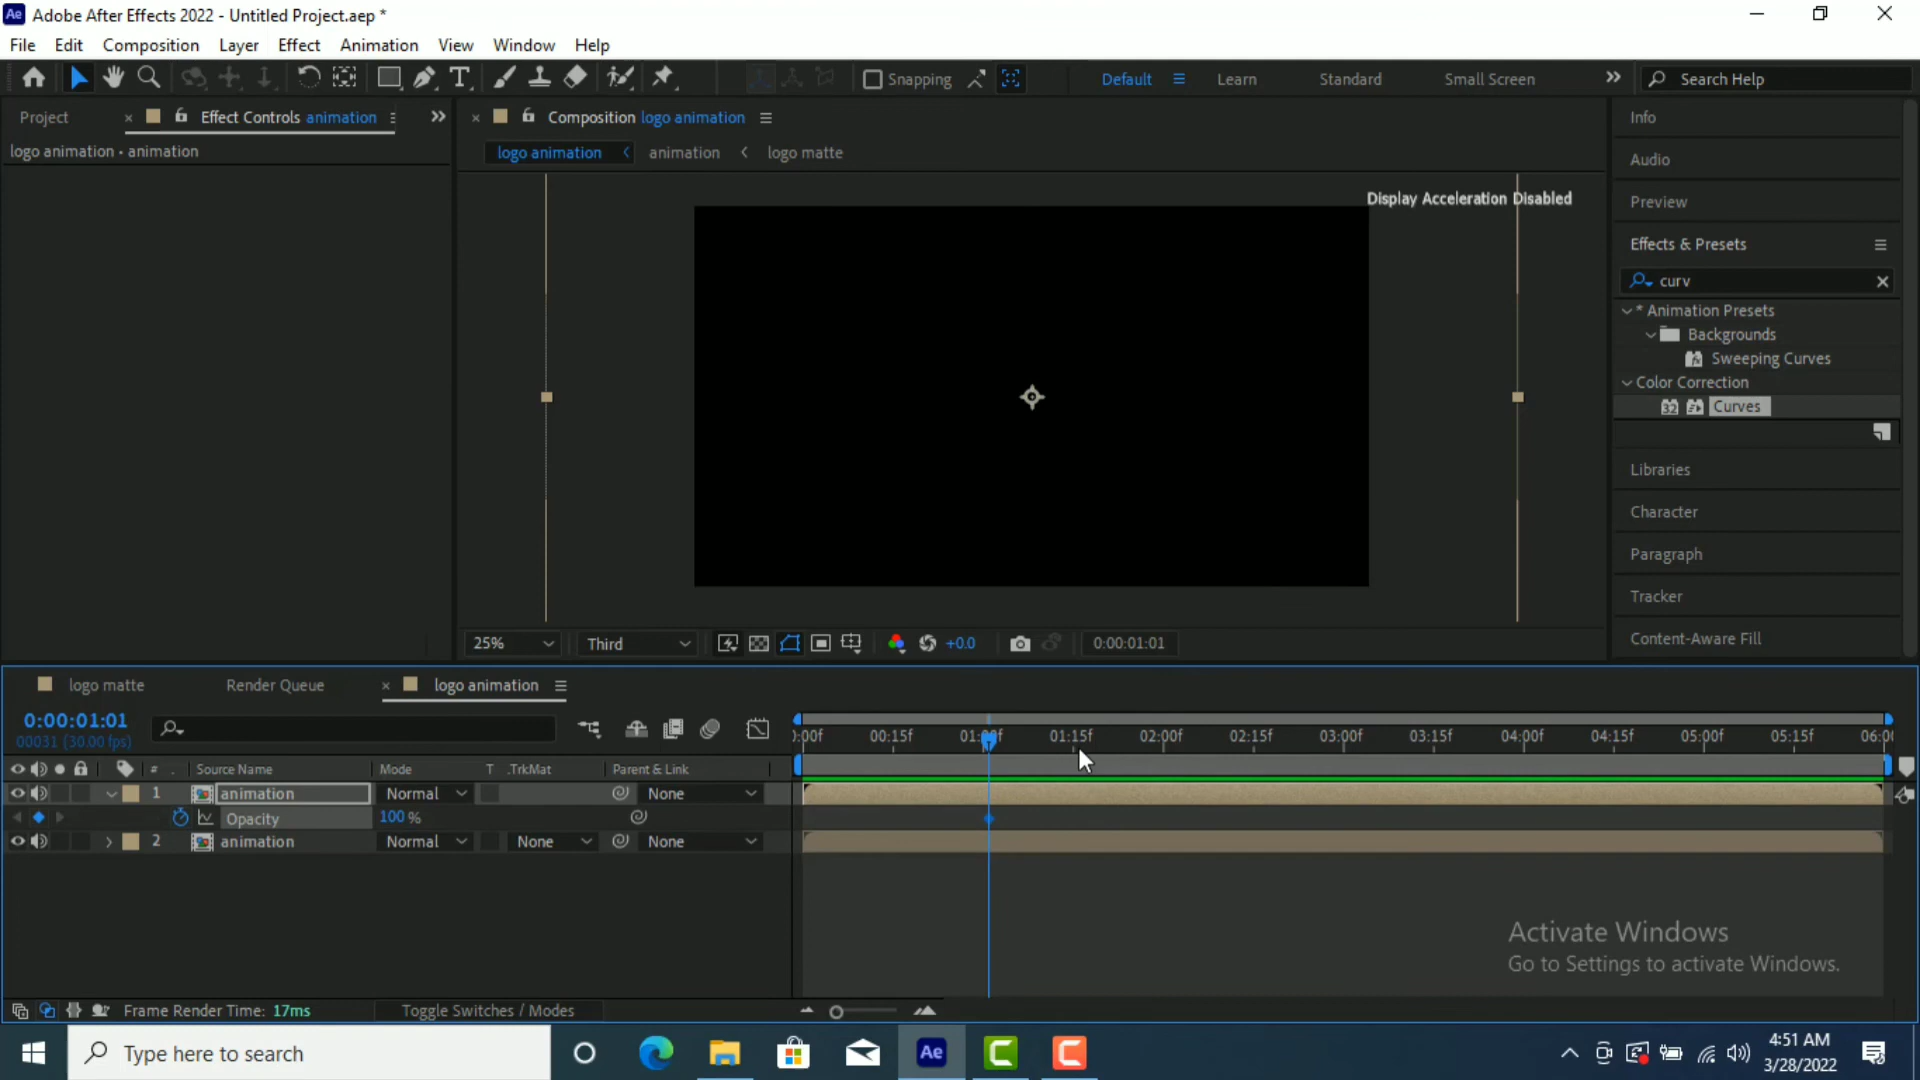 Ae Adobe After Effects 2022 - Untitled Project.aep *
File Edit Composition Layer Effect Animation View Window Help
Snapping Default Learn Standard Small Screen Search Help
Project Effect Controls animation
logo animation • animation
Composition logo animation
logo animation animation logo matte
Display Acceleration Disabled
25% Third +0.0 0:00:01:01
Info
Audio
Preview
Effects & Presets
curv
* Animation Presets
Backgrounds
Sweeping Curves
Color Correction
32 Curves
Libraries
Character
Paragraph
Tracker
Content-Aware Fill
logo matte Render Queue logo animation
0:00:01:01
00031 (30.00 fps)
00:15f 01:15f 02:00f 02:15f 03:00f 03:15f 04:00f 04:15f 05:00f 05:15f
# Source Name Mode T .TrkMat Parent & Link
1 animation Normal None
Opacity 100 %
2 animation Normal None None
Activate Windows
Go to Settings to activate Windows.
Frame Render Time: 17ms Toggle Switches / Modes
Type here to search
Ae
4:51 AM
3/28/2022